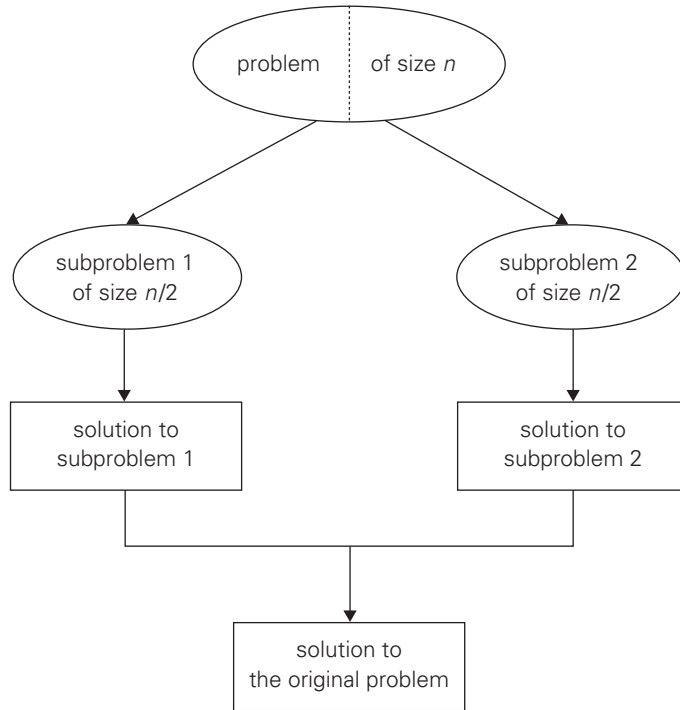 problem of size n
subproblem 1
of size n/2
subproblem 2
of size n/2
solution to
subproblem 1
solution to
subproblem 2
solution to
the original problem